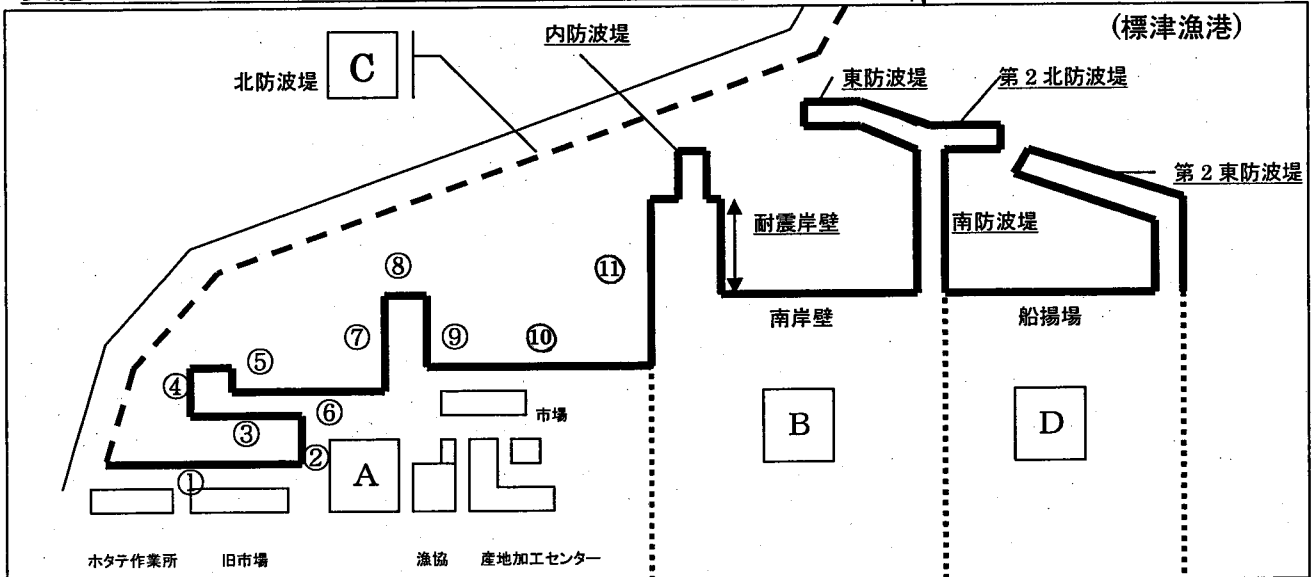 (標津漁港)
内防波堤
北防波堤
C
東防波堤
第2北防波堤
第2東防波堤
耐震岸壁
南防波堤
⑧
⑪
南岸壁
船揚場
⑦
⑨
⑩
⑤
④
⑥
市場
③
B
D
②
A
①
ホタテ作業所
旧市場
漁協
産地加工センター